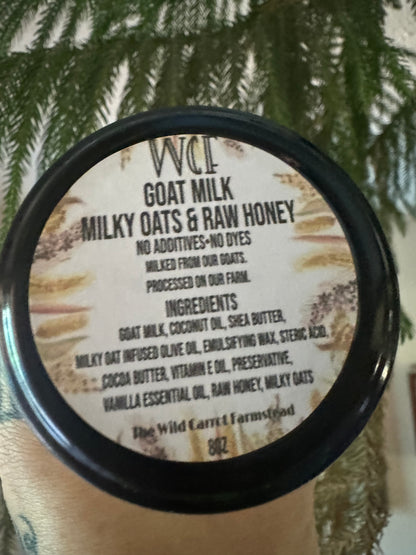 WCF
GOAT MILK
MILKY OATS & RAW HONEY
NO ADDITIVES•NO DYES
MILKED FROM OUR GOATS.
PROCESSED ON OUR FARM.
INGREDIENTS
GOAT MILK, COCONUT OIL, SHEA BUTTER,
MILKY OAT INFUSED OLIVE OIL, EMULSIFYING WAX, STERIC ACID,
COCOA BUTTER, VITAMIN E OIL, PRESERVATIVE,
VANILLA ESSENTIAL OIL, RAW HONEY, MILKY OATS
The Wild Carrot Farmstead
8OZ